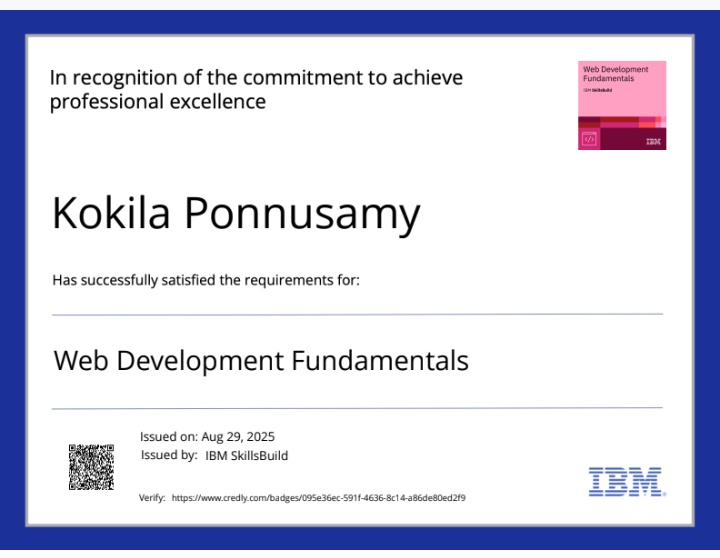 In recognition of the commitment to achieve
professional excellence
Web Development
Fundamentals
IBM SkillsBuild
</>
IBM
Kokila Ponnusamy
Has successfully satisfied the requirements for:
Web Development Fundamentals
Issued on: Aug 29, 2025
Issued by: IBM SkillsBuild
Verify: https://www.credly.com/badges/095e36ec-591f-4636-8c14-a86de80ed2f9
IBM